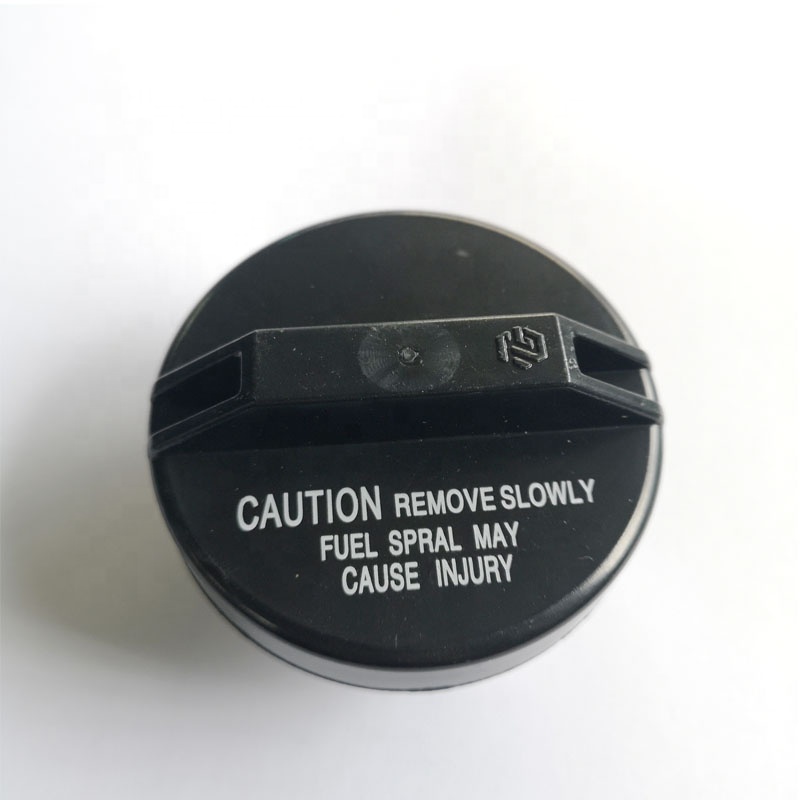 CAUTION REMOVE SLOWLY
FUEL SPRAL MAY
CAUSE INJURY